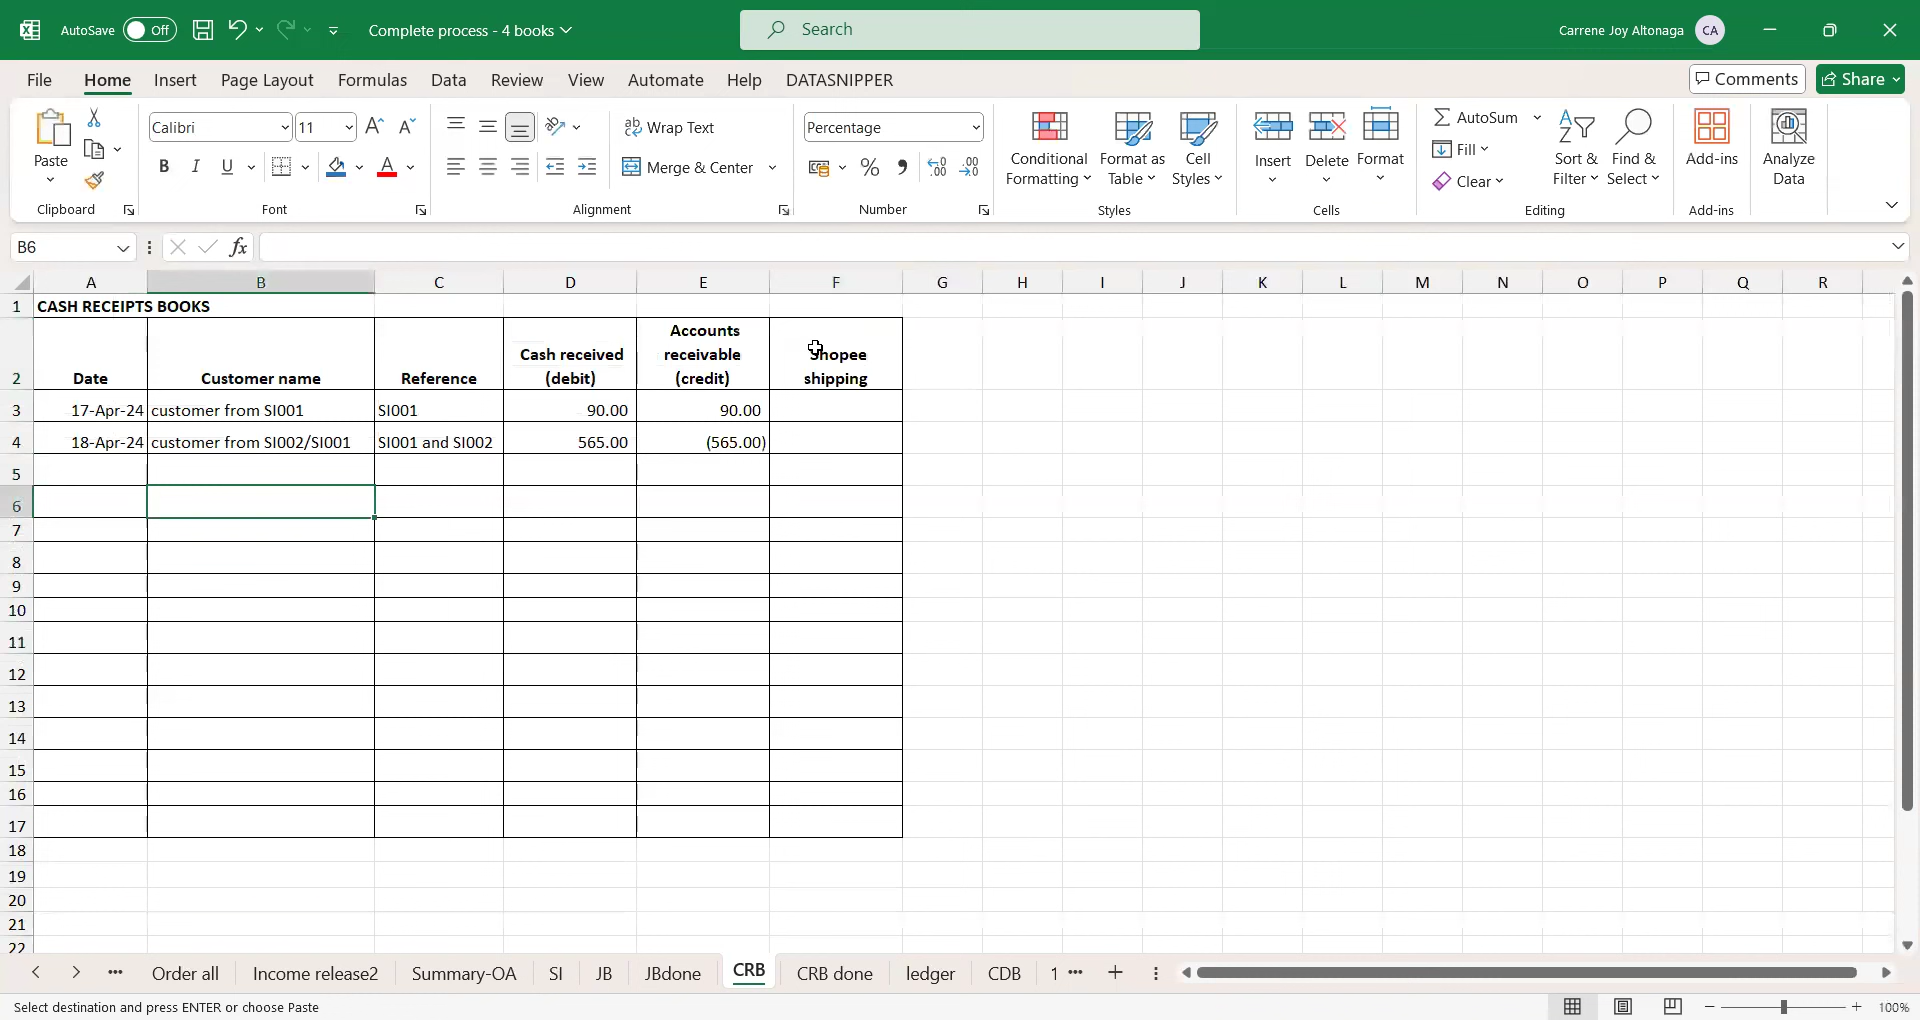 AutoSave Off Complete process - 4 books Search Carrene Joy Altonaga CA
File Home Insert Page Layout Formulas Data Review View Automate Help DATASNIPPER Comments Share
Paste Calibri 11 A A Wrap Text Percentage Conditional Formatting Format as Table Cell Styles Insert Delete Format AutoSum Fill Clear Sort & Filter Find & Select Add-ins Analyze Data
B I U A Merge & Center % , .00 .00
Clipboard Font Alignment Number Styles Cells Editing Add-ins
B6 fx
A B C D E F G H I J K L M N O P Q R
1 CASH RECEIPTS BOOKS
2 Date Customer name Reference Cash received (debit) Accounts receivable (credit) Shopee shipping
3 17-Apr-24 customer from SI001 SI001 90.00 90.00
4 18-Apr-24 customer from SI002/SI001 SI001 and SI002 565.00 (565.00)
5
6
7
8
9
10
11
12
13
14
15
16
17
18
19
20
21
22
Order all Income release2 Summary-OA SI JB JBdone CRB CRB done ledger CDB 1
Select destination and press ENTER or choose Paste 100%